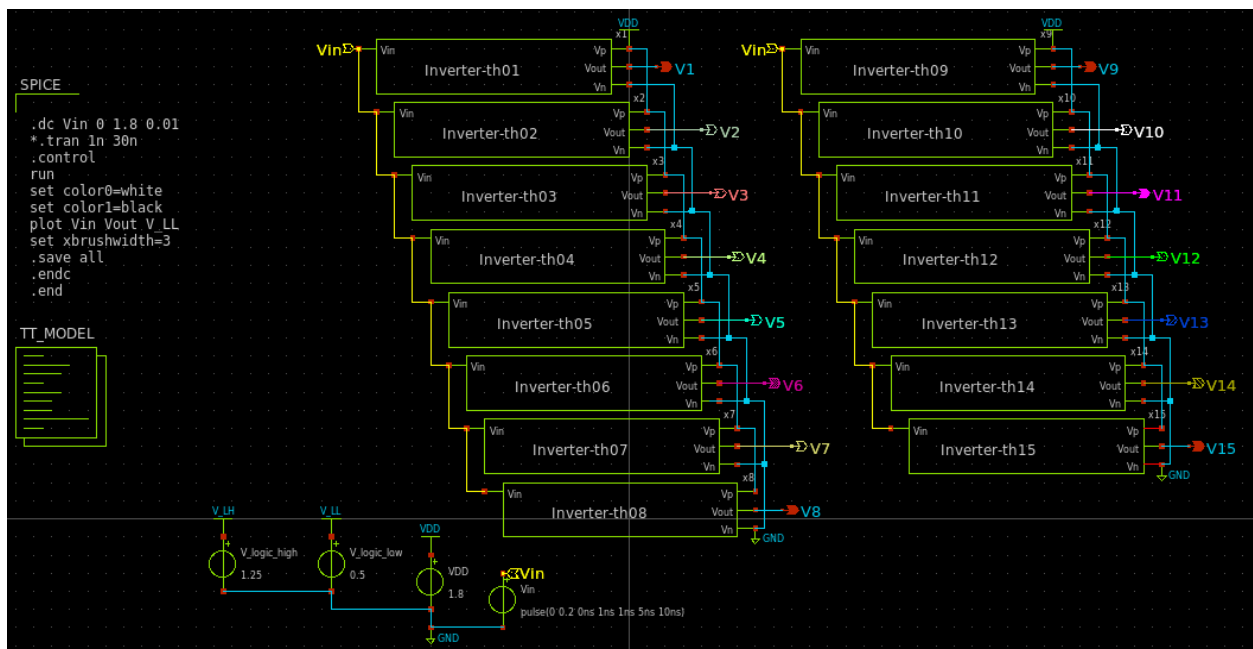 SPICE
.dc Vin 0 1.8 0.01
*.tran 1n 30n
.control
run
set color0=white
set color1=black
plot Vin Vout V_LL
set xbrushwidth=3
.save all
.endc
.end
TT_MODEL
VDD
x1
Vin
Vin
Inverter-th01
Vp
Vout
Vn
V1
x2
Vin
Inverter-th02
Vp
Vout
Vn
V2
x3
Vin
Inverter-th03
Vp
Vout
Vn
V3
x4
Vin
Inverter-th04
Vp
Vout
Vn
V4
x5
Vin
Inverter-th05
Vp
Vout
Vn
V5
x6
Vin
Inverter-th06
Vp
Vout
Vn
V6
x7
Vin
Inverter-th07
Vp
Vout
Vn
V7
x8
Vin
Inverter-th08
Vp
Vout
Vn
V8
GND
VDD
x9
Vin
Vin
Inverter-th09
Vp
Vout
Vn
V9
x10
Vin
Inverter-th10
Vp
Vout
Vn
V10
x11
Vin
Inverter-th11
Vp
Vout
Vn
V11
x12
Vin
Inverter-th12
Vp
Vout
Vn
V12
x13
Vin
Inverter-th13
Vp
Vout
Vn
V13
x14
Vin
Inverter-th14
Vp
Vout
Vn
V14
x15
Vin
Inverter-th15
Vp
Vout
Vn
V15
GND
V_LH
V_logic_high
1.25
V_LL
V_logic_low
0.5
VDD
VDD
1.8
Vin
Vin
pulse(0 0.2 0ns 1ns 1ns 5ns 10ns)
GND